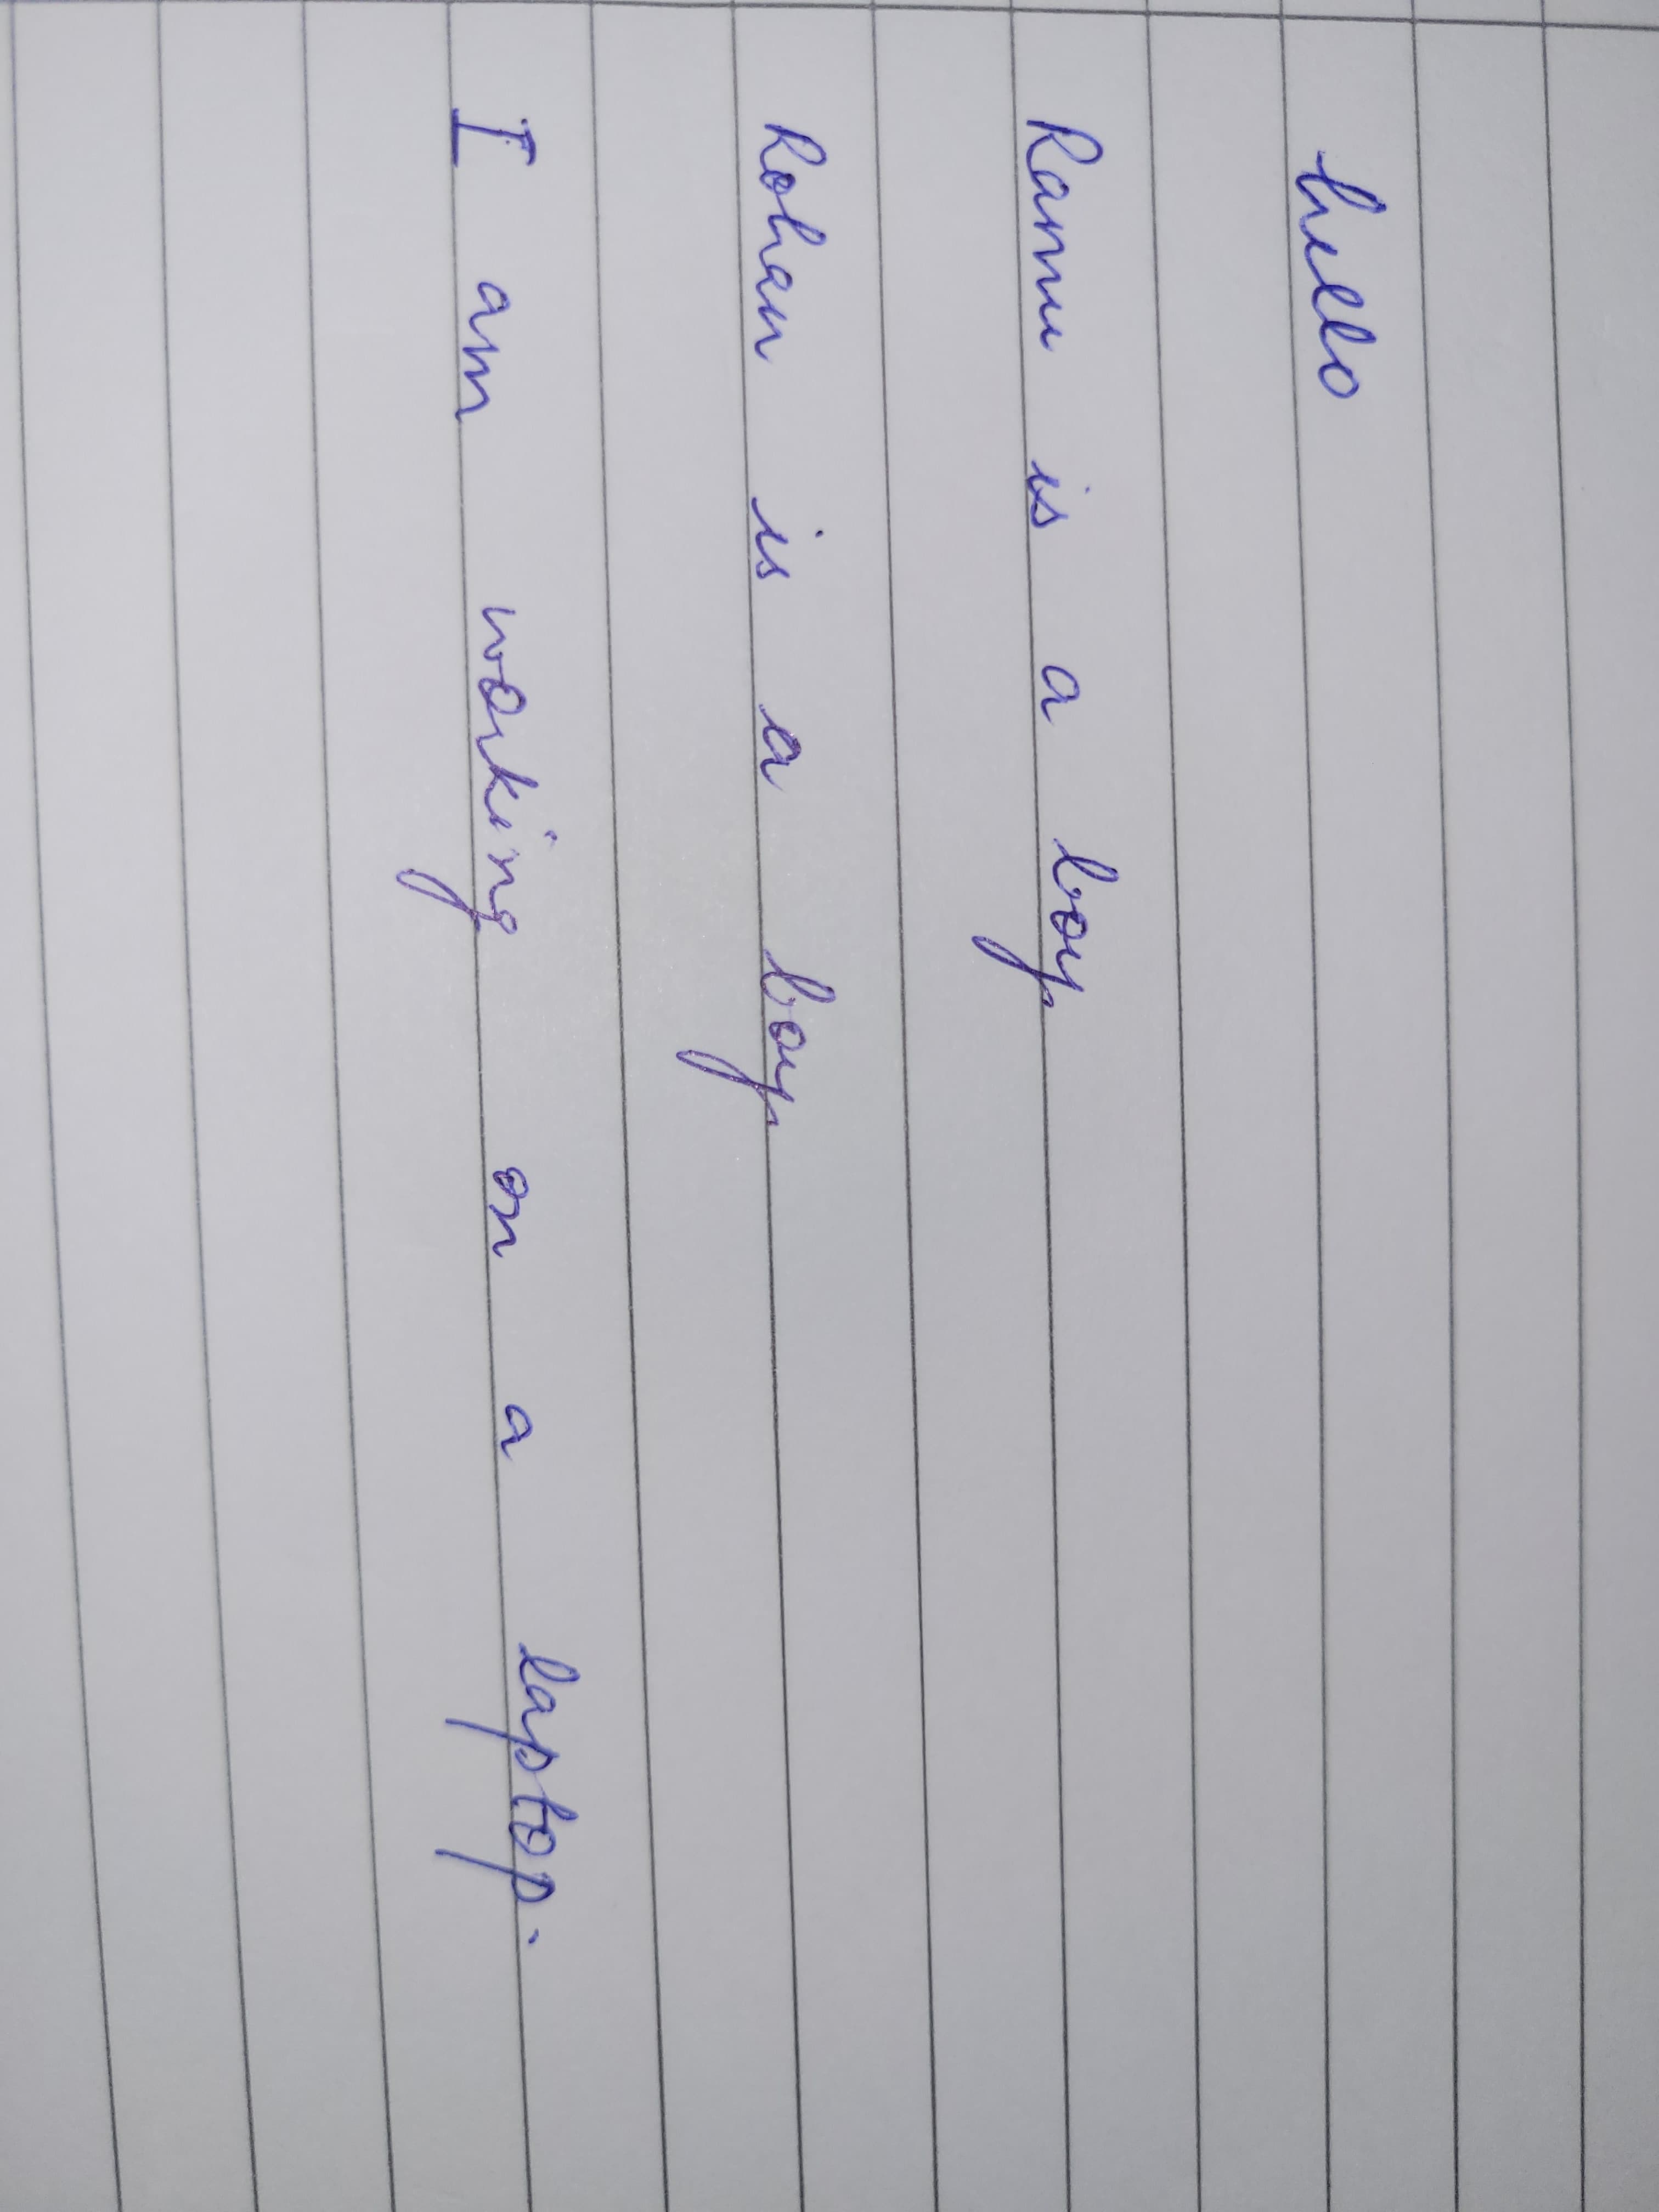 hello
Ramu is a boy.
Rohan is a boy.
I am working on a laptop.